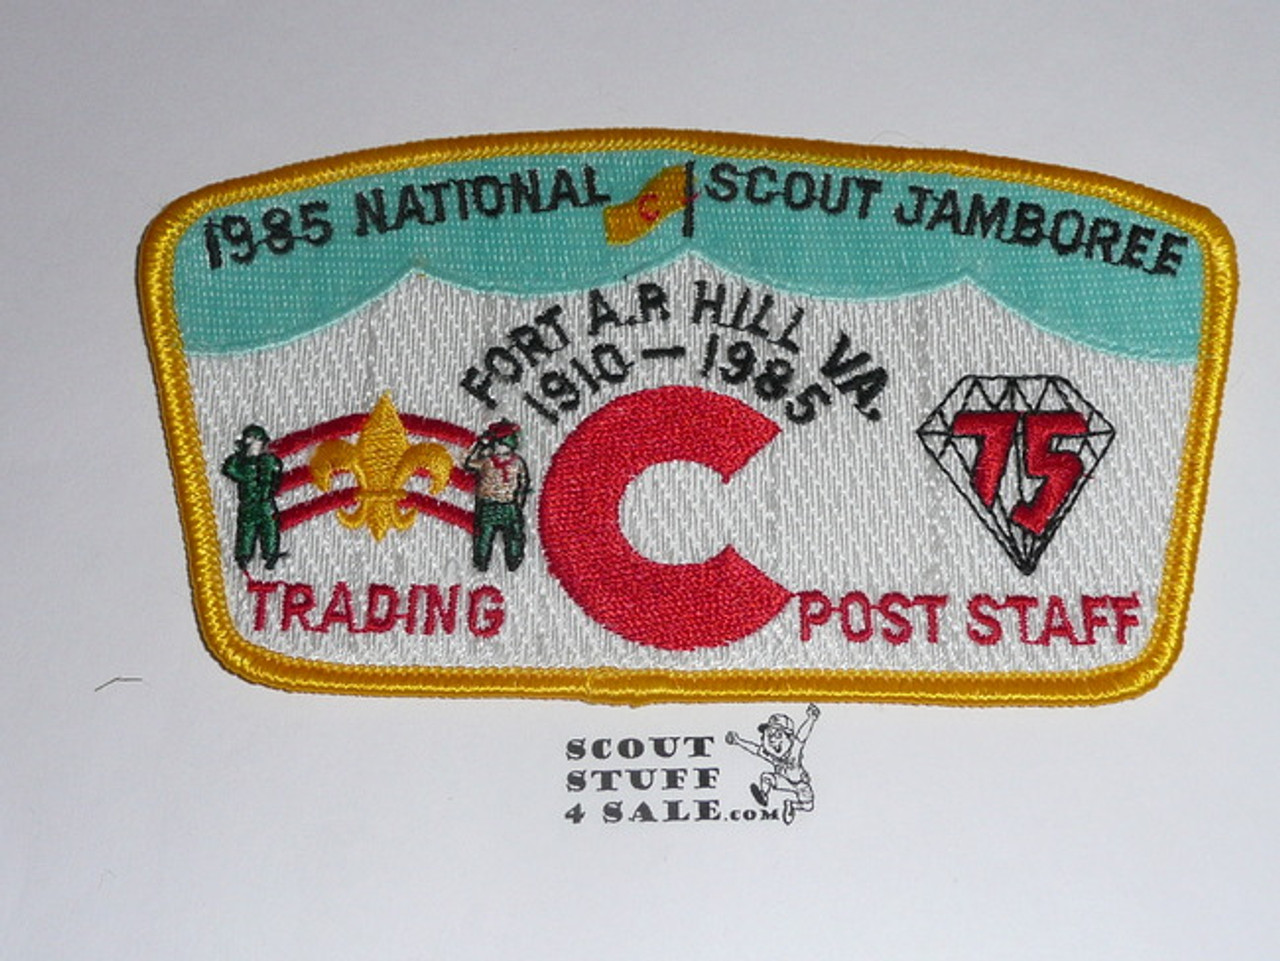 1985 NATIONAL C SCOUT JAMBOREE
FORT A.P. HILL VA.
1910 - 1985
75
C
TRADING POST STAFF
SCOUT
STUFF
4 SALE.COM